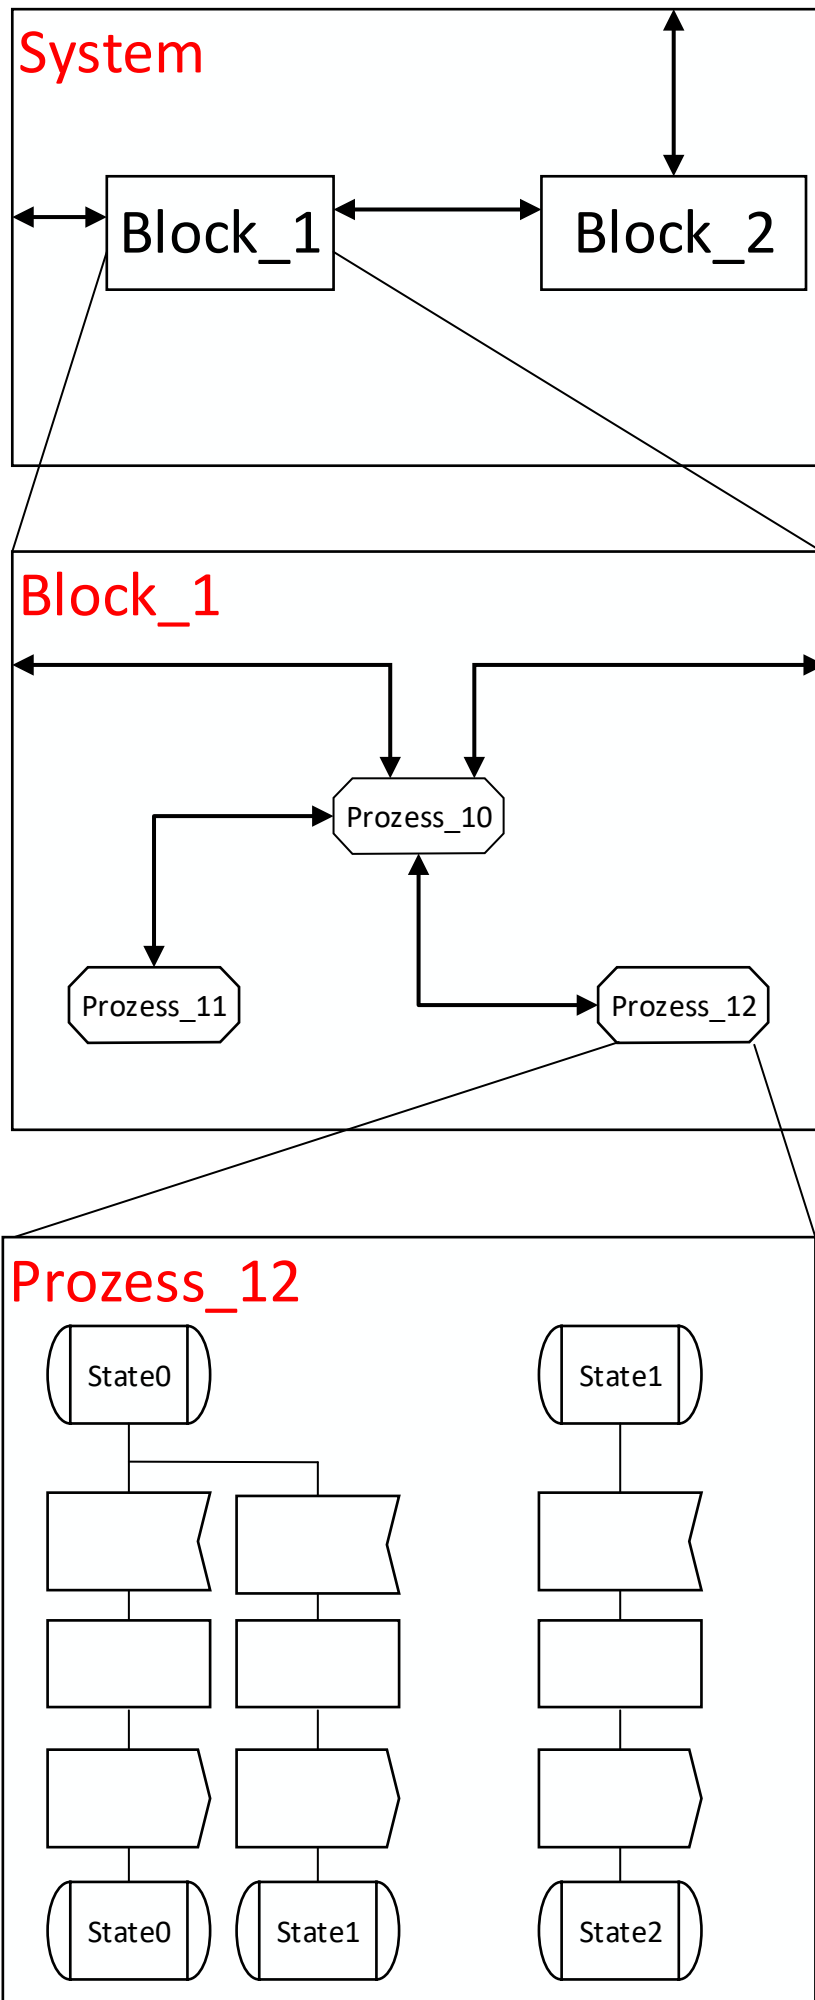 System
Block_1
Block_2
Block_1
Prozess_10
Prozess_11
Prozess_12
Prozess_12
State0
State1
State0
State1
State2